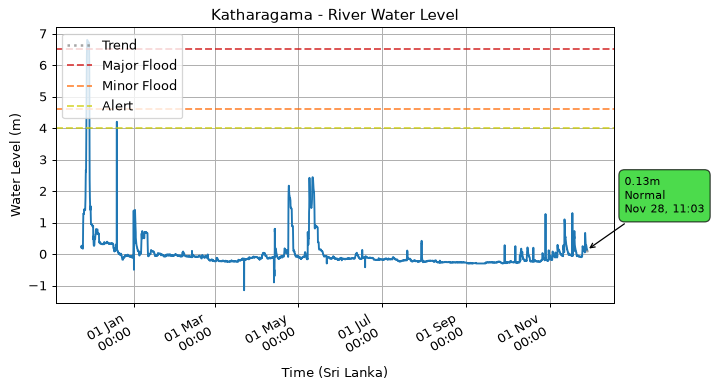 Katharagama - River Water Level
Trend
Major Flood
Minor Flood
Alert
7
6
5
4
3
2
1
0
−1
Water Level (m)
0.13m
Normal
Nov 28, 11:03
01 Jan
00:00
01 Mar
00:00
01 May
00:00
01 Jul
00:00
01 Sep
00:00
01 Nov
00:00
Time (Sri Lanka)